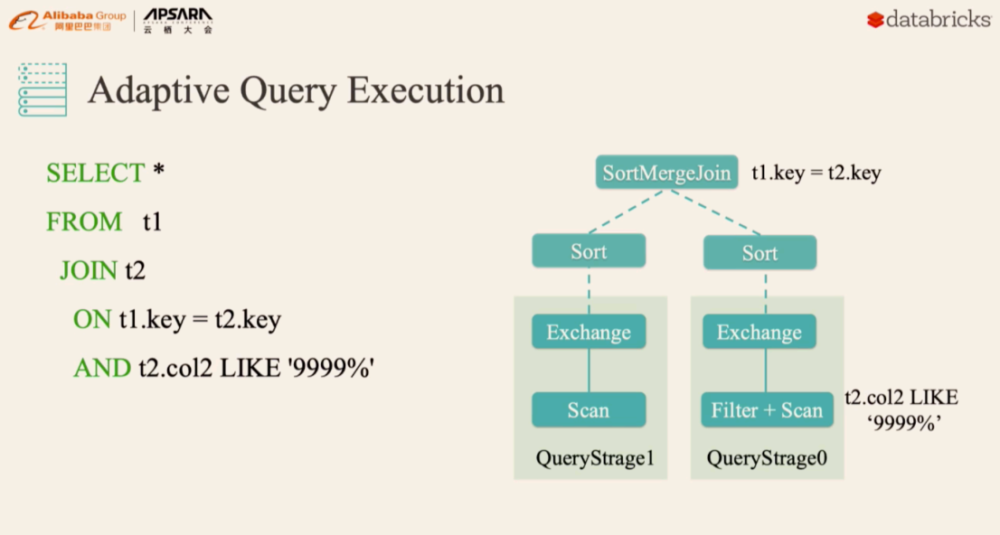 Alibaba Group
阿里巴巴集团
APSARA
云栖大会
databricks
Adaptive Query Execution
SELECT *
FROM t1
JOIN t2
ON t1.key = t2.key
AND t2.col2 LIKE '9999%'
SortMergeJoin
t1.key = t2.key
Sort
Sort
Exchange
Exchange
Scan
Filter + Scan
t2.col2 LIKE
‘9999%’
QueryStrage1
QueryStrage0